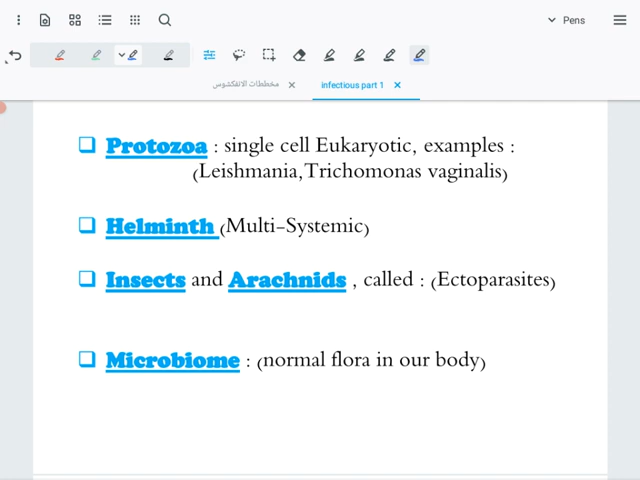 Pens
مخططات الانفكشوس
infectious part 1
Protozoa : single cell Eukaryotic, examples :
(Leishmania,Trichomonas vaginalis)
Helminth (Multi-Systemic)
Insects and Arachnids , called : (Ectoparasites)
Microbiome : (normal flora in our body)